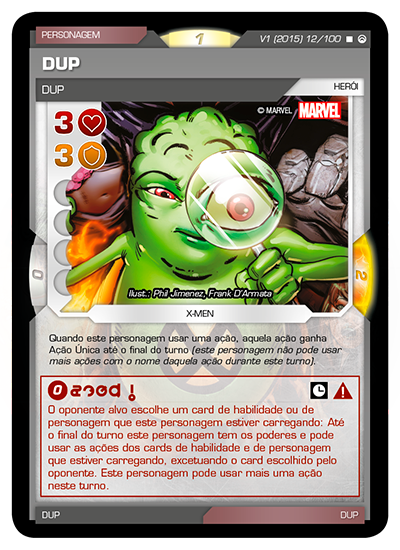 PERSONAGEM
1
V1 (2015) 12/100
DUP
DUP
HERÓI
3
© MARVEL MARVEL
3
0
2
Ilust.: Phil Jimenez, Frank D'Armata
X-MEN
Quando este personagem usar uma ação, aquela ação ganha
Ação Única até o final do turno (este personagem não pode usar
mais ações com o nome daquela ação durante este turno).
0
O oponente alvo escolhe um card de habilidade ou de
personagem que este personagem estiver carregando: Até
o final do turno este personagem tem os poderes e pode
usar as ações dos cards de habilidade e de personagem
que estiver carregando, excetuando o card escolhido pelo
oponente. Este personagem pode usar mais uma ação
neste turno.
DUP
DUP